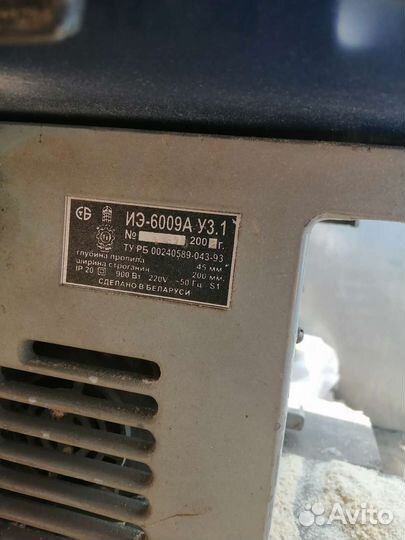 ИЭ-6009А У3.1
№ 200 г.
ТУ РБ 00240589-043-93
глубина пропила 45 мм
ширина строгания 200 мм.
IP 20 900 Вт 220V ~50 Гц S1
СДЕЛАНО В БЕЛАРУСИ
Avito